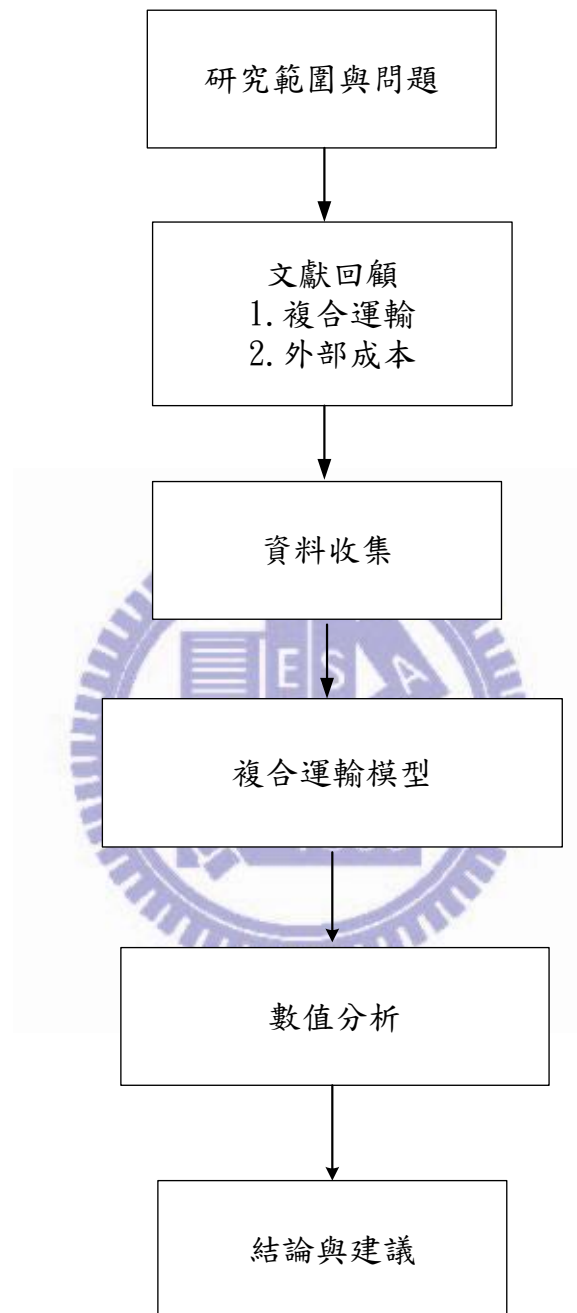 研究範圍與問題
文獻回顧
1.複合運輸
2.外部成本
資料收集
E S A
複合運輸模型
數值分析
結論與建議